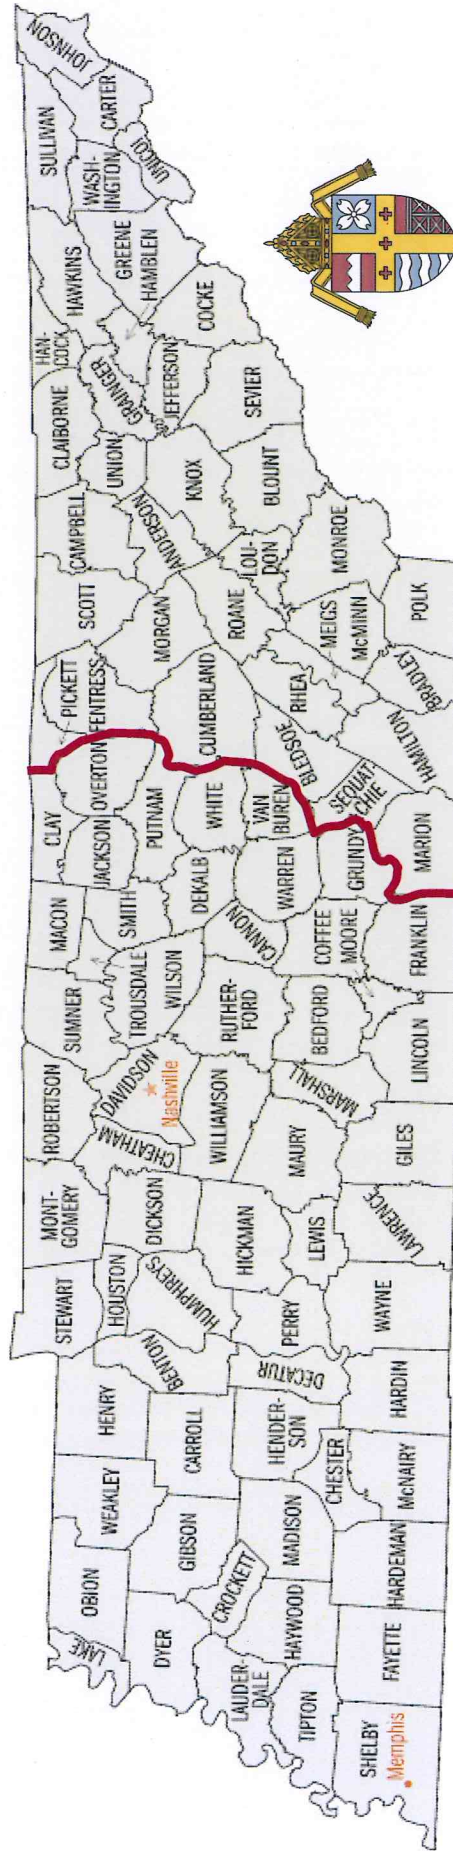 LAKE
OBION
WEAKLEY
HENRY
STEWART
MONT-
GOMERY
ROBERTSON
SUMNER
MACON
CLAY
PICKETT
SCOTT
CAMPBELL
CLAIBORNE
HAN-
COCK
HAWKINS
SULLIVAN
JOHNSON
DYER
GIBSON
CARROLL
BENTON
HOUSTON
HUMPHREYS
DICKSON
CHEATHAM
DAVIDSON
Nashville
TROUSDALE
WILSON
SMITH
JACKSON
OVERTON
PUTNAM
FENTRESS
MORGAN
ANDERSON
UNION
GRAINGER
HAMBLEN
GREENE
WASH-
INGTON
UNICOI
CARTER
LAUDER-
DALE
CROCKETT
HAYWOOD
MADISON
HENDER-
SON
DECATUR
PERRY
HICKMAN
WILLIAMSON
RUTHER-
FORD
CANNON
DEKALB
WHITE
CUMBERLAND
ROANE
LOU-
DON
KNOX
JEFFERSON
COCKE
SEVIER
BLOUNT
TIPTON
CHESTER
LEWIS
MAURY
MARSHALL
BEDFORD
COFFEE
MOORE
WARREN
VAN
BUREN
BLEDSOE
RHEA
MEIGS
McMINN
MONROE
SHELBY
Memphis
FAYETTE
HARDEMAN
McNAIRY
HARDIN
WAYNE
LAWRENCE
GILES
LINCOLN
FRANKLIN
GRUNDY
SEQUAT-
CHIE
MARION
HAMILTON
BRADLEY
POLK